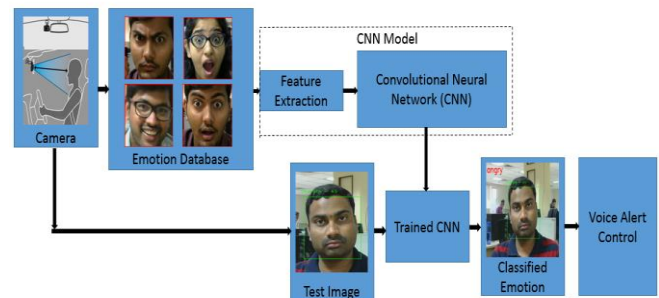 CNN Model
Camera
Emotion Database
Feature
Extraction
Convolutional Neural
Network (CNN)
angry
Test Image
Trained CNN
Classified
Emotion
Voice Alert
Control